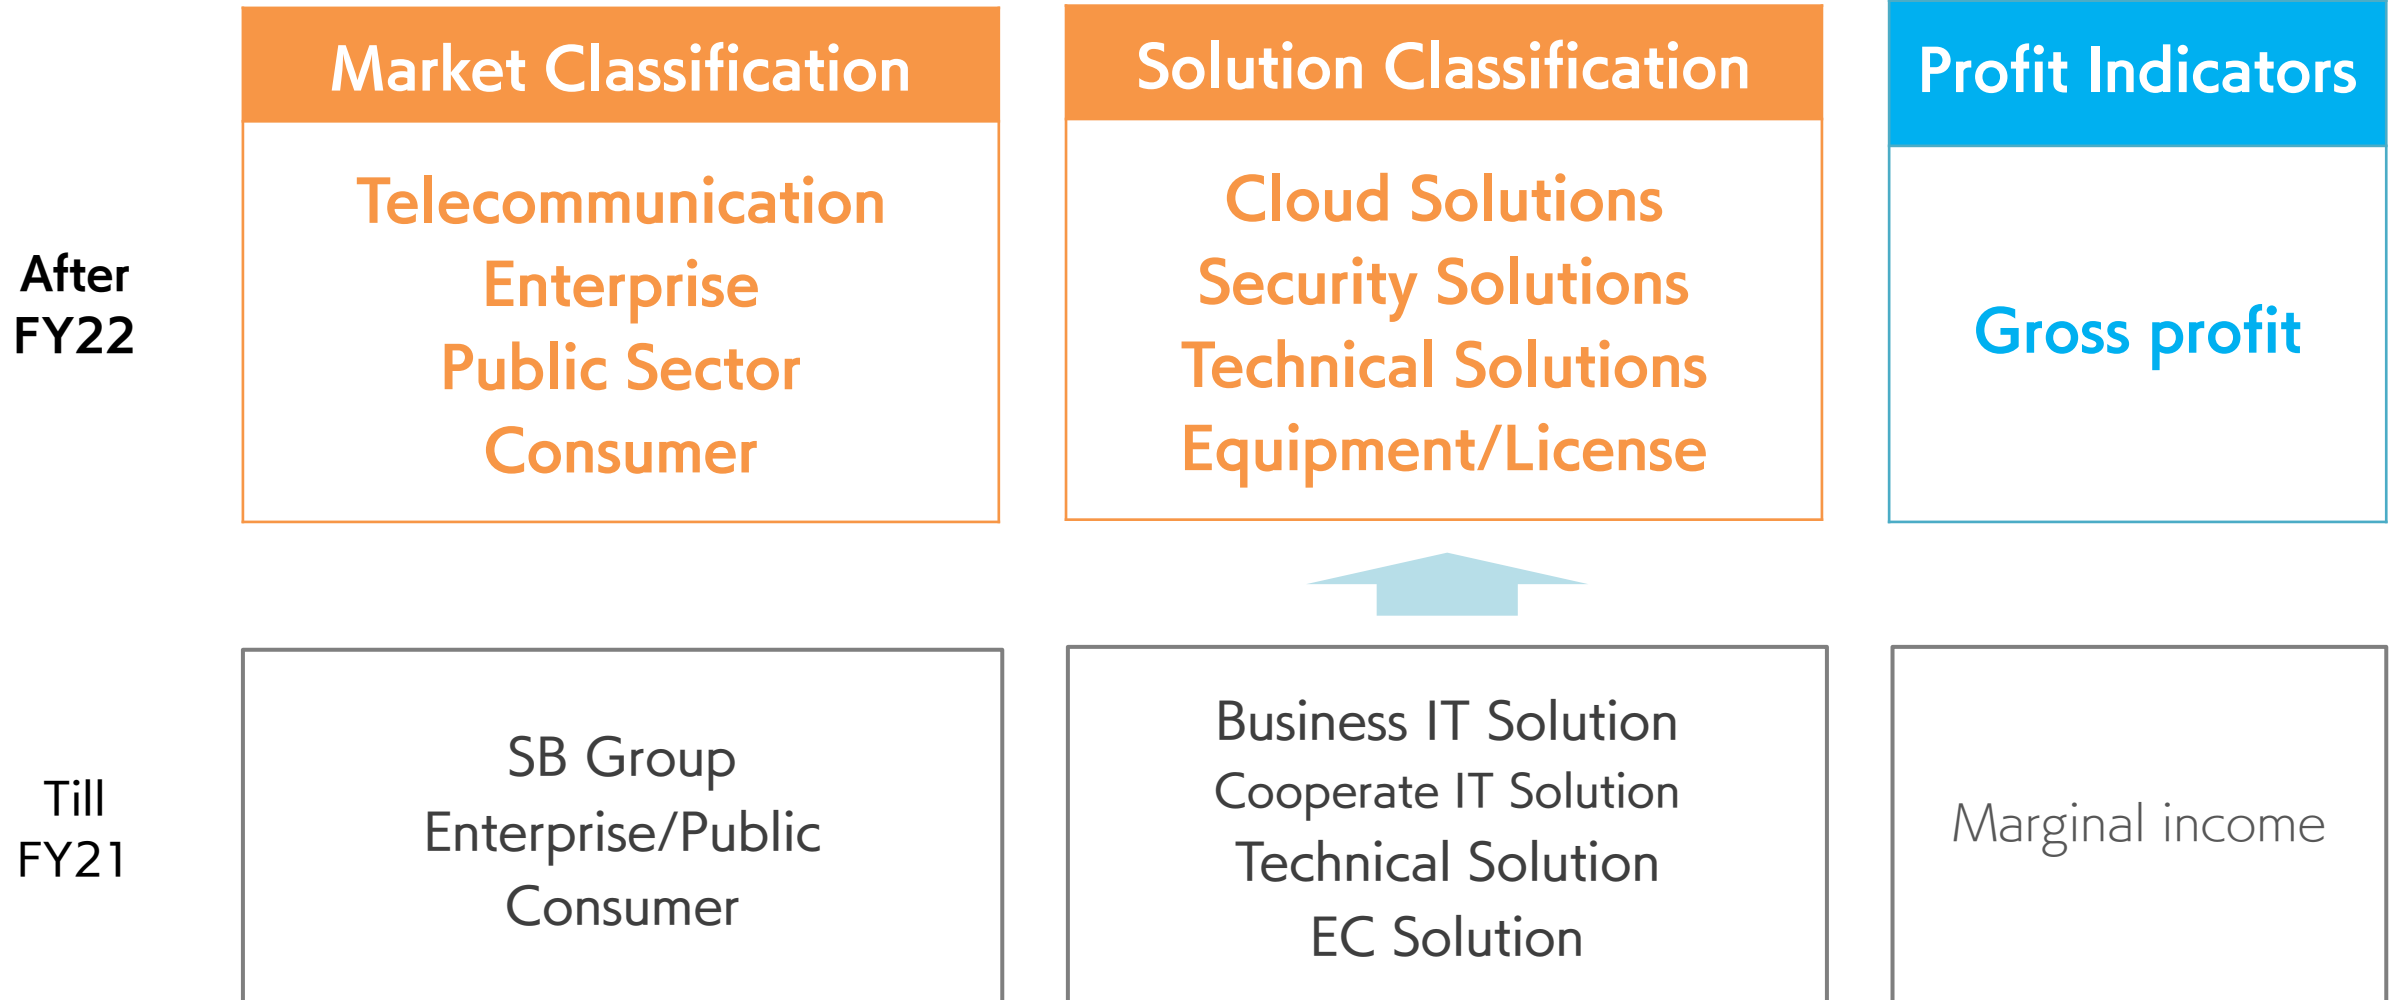 Market Classification
Solution Classification
Profit Indicators
After
FY22
Telecommunication
Enterprise
Public Sector
Consumer
Cloud Solutions
Security Solutions
Technical Solutions
Equipment/License
Gross profit
Till
FY21
SB Group
Enterprise/Public
Consumer
Business IT Solution
Cooperate IT Solution
Technical Solution
EC Solution
Marginal income